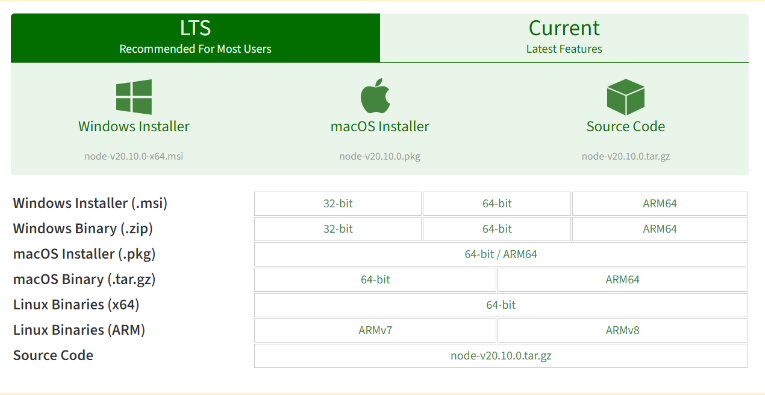 LTS
Recommended For Most Users
Current
Latest Features
Windows Installer
node-v20.10.0-x64.msi
macOS Installer
node-v20.10.0.pkg
Source Code
node-v20.10.0.tar.gz
Windows Installer (.msi) 32-bit 64-bit ARM64
Windows Binary (.zip) 32-bit 64-bit ARM64
macOS Installer (.pkg) 64-bit / ARM64
macOS Binary (.tar.gz) 64-bit ARM64
Linux Binaries (x64) 64-bit
Linux Binaries (ARM) ARMv7 ARMv8
Source Code node-v20.10.0.tar.gz